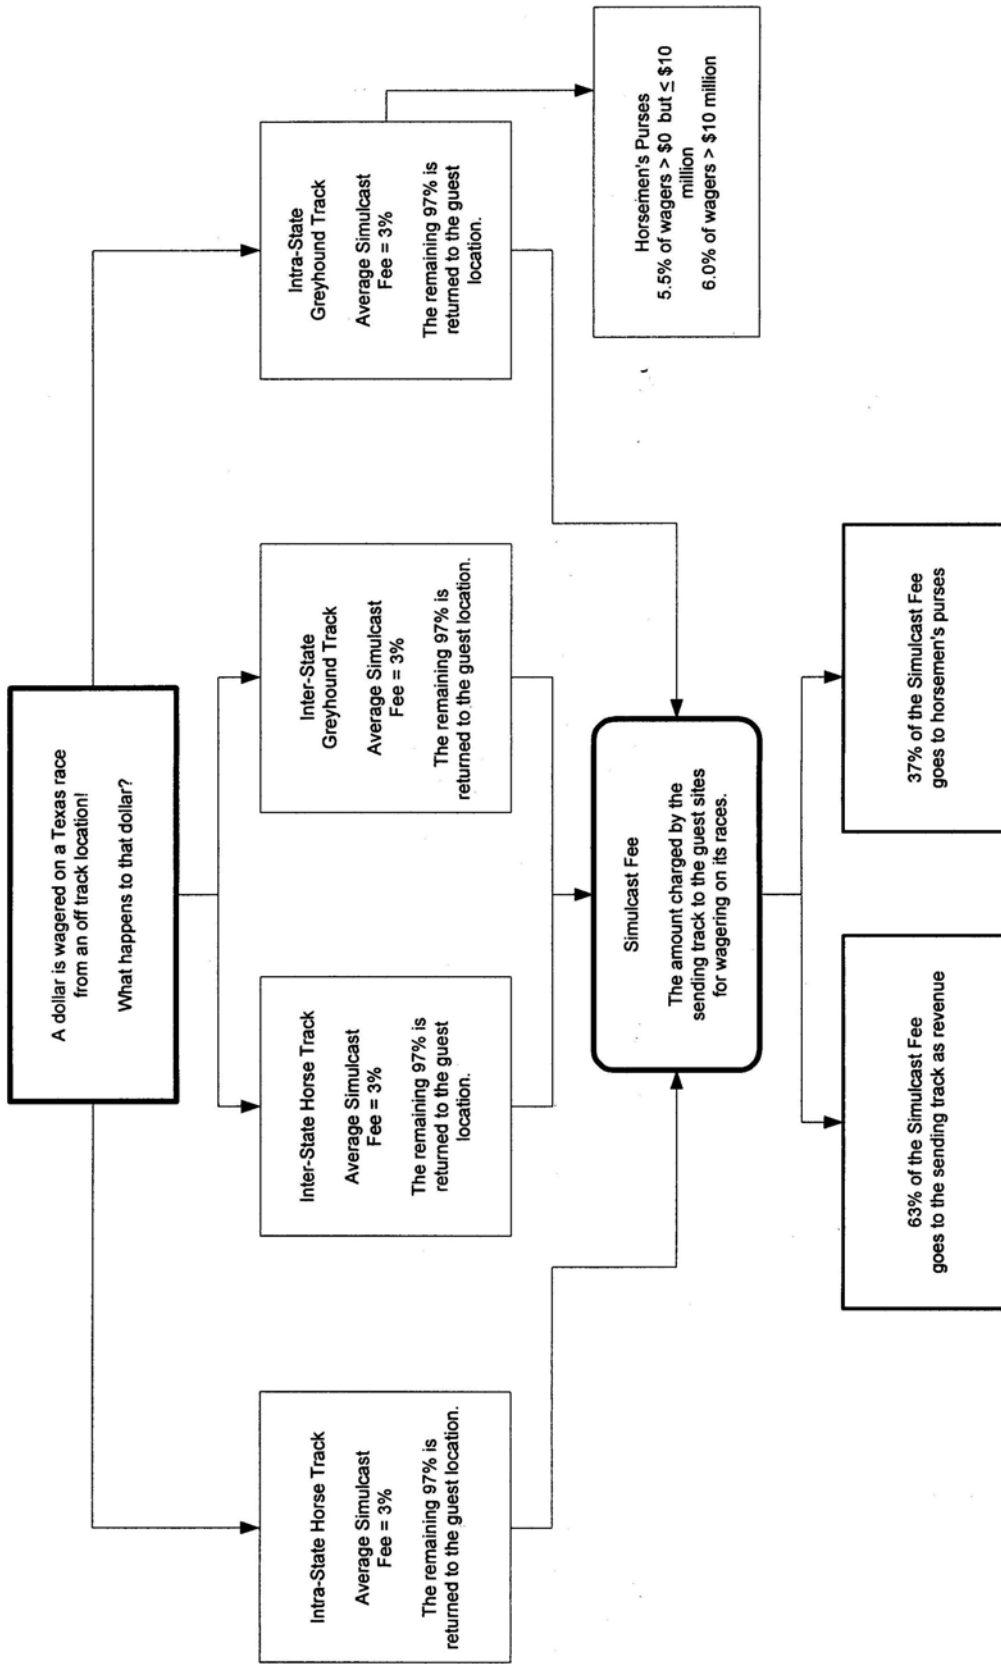 A dollar is wagered on a Texas race
from an off track location!
What happens to that dollar?
Intra-State Horse Track
Average Simulcast
Fee = 3%
The remaining 97% is
returned to the guest location.
Inter-State Horse Track
Average Simulcast
Fee = 3%
The remaining 97% is
returned to the guest
location.
Inter-State
Greyhound Track
Average Simulcast
Fee = 3%
The remaining 97% is
returned to the guest location.
Intra-State
Greyhound Track
Average Simulcast
Fee = 3%
The remaining 97% is
returned to the guest
location.
Simulcast Fee
The amount charged by the
sending track to the guest sites
for wagering on its races.
Horsemen's Purses
5.5% of wagers > $0 but ≤ $10
million
6.0% of wagers > $10 million
63% of the Simulcast Fee
goes to the sending track as revenue
37% of the Simulcast Fee
goes to horsemen's purses